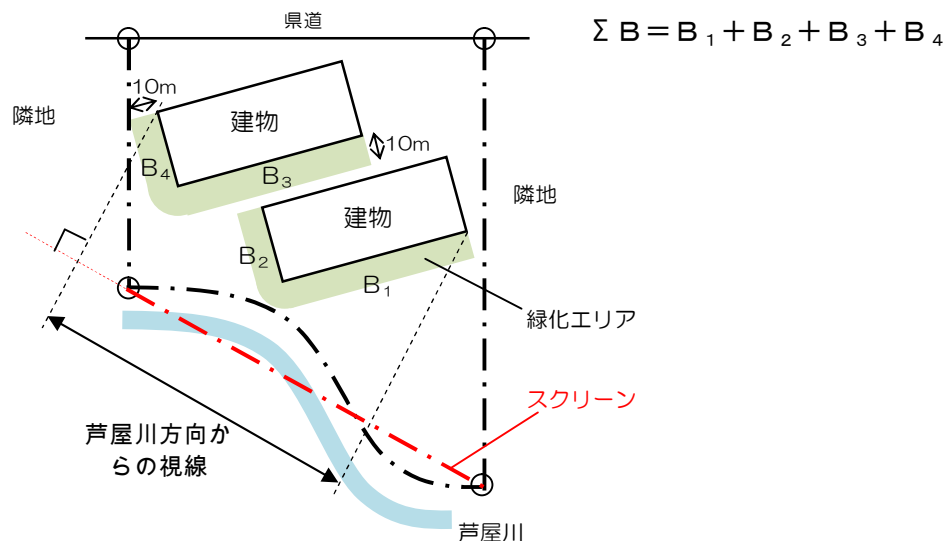 県道
ΣB=B₁+B₂+B₃+B₄
10m
隣地
建物
10m
B₄
B₃
隣地
建物
B₂
B₁
緑化エリア
スクリーン
芦屋川方向か
らの視線
芦屋川